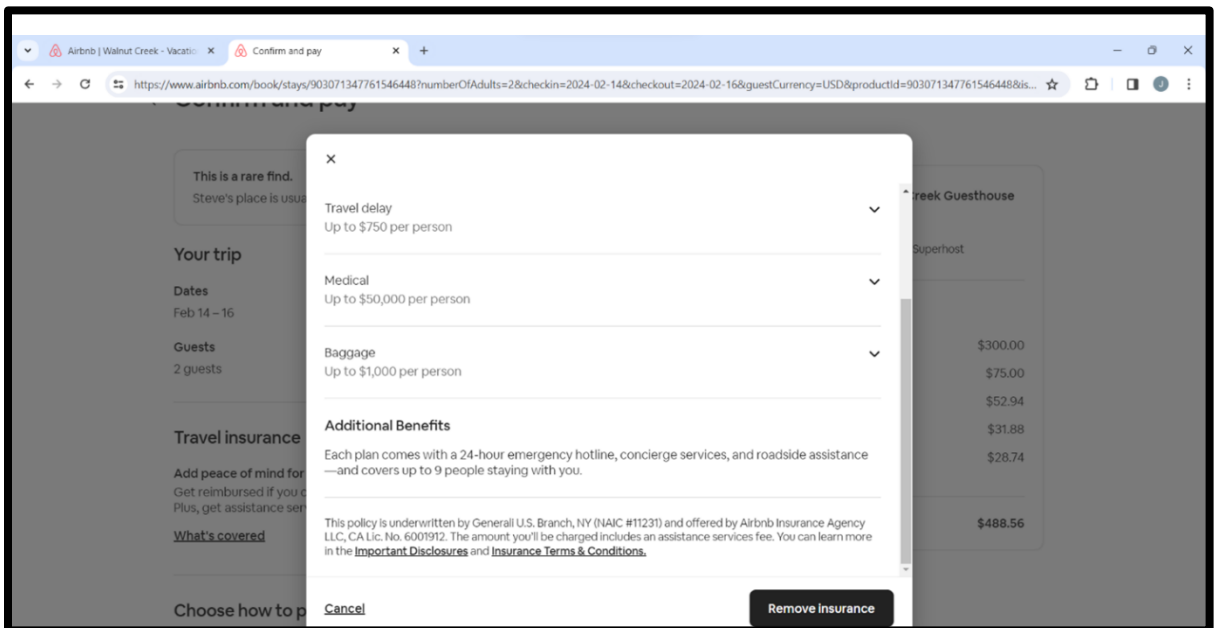 Airbnb | Walnut Creek - Vacatio
Confirm and pay
https://www.airbnb.com/book/stays/903071347761546448?numberOfAdults=2&checkin=2024-02-14&checkout=2024-02-16&guestCurrency=USD&productId=903071347761546448&is...
J
Confirm and pay
This is a rare find.
Steve's place is usua
Your trip
Dates
Feb 14 – 16
Guests
2 guests
Travel insurance
Add peace of mind for
Get reimbursed if you c
Plus, get assistance ser
What's covered
Choose how to p
Travel delay
Up to $750 per person
Medical
Up to $50,000 per person
Baggage
Up to $1,000 per person
Additional Benefits
Each plan comes with a 24-hour emergency hotline, concierge services, and roadside assistance
—and covers up to 9 people staying with you.
This policy is underwritten by Generali U.S. Branch, NY (NAIC #11231) and offered by Airbnb Insurance Agency
LLC, CA Lic. No. 6001912. The amount you'll be charged includes an assistance services fee. You can learn more
in the Important Disclosures and Insurance Terms & Conditions.
Cancel
Remove insurance
reek Guesthouse
Superhost
$300.00
$75.00
$52.94
$31.88
$28.74
$488.56